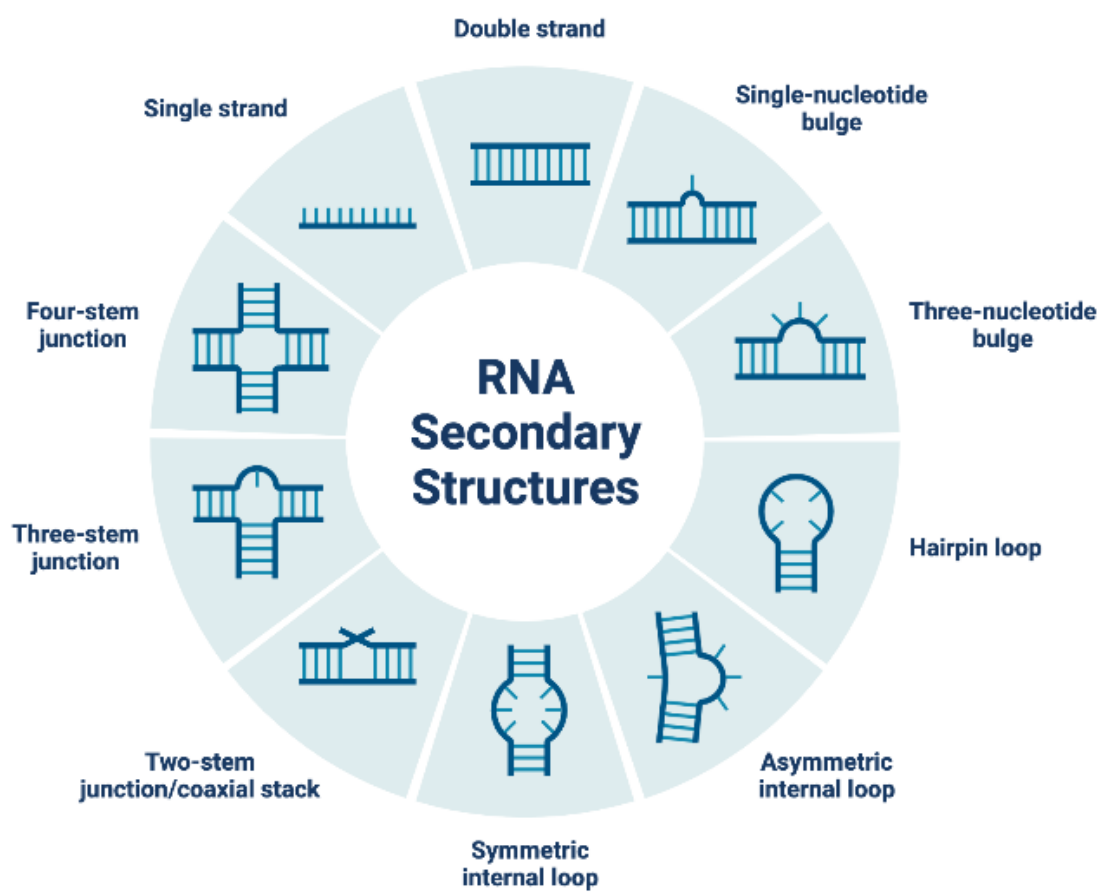 Double strand
Single-nucleotide
bulge
Three-nucleotide
bulge
Hairpin loop
Asymmetric
internal loop
Symmetric
internal loop
Two-stem
junction/coaxial stack
Three-stem
junction
Four-stem
junction
Single strand
RNA
Secondary
Structures